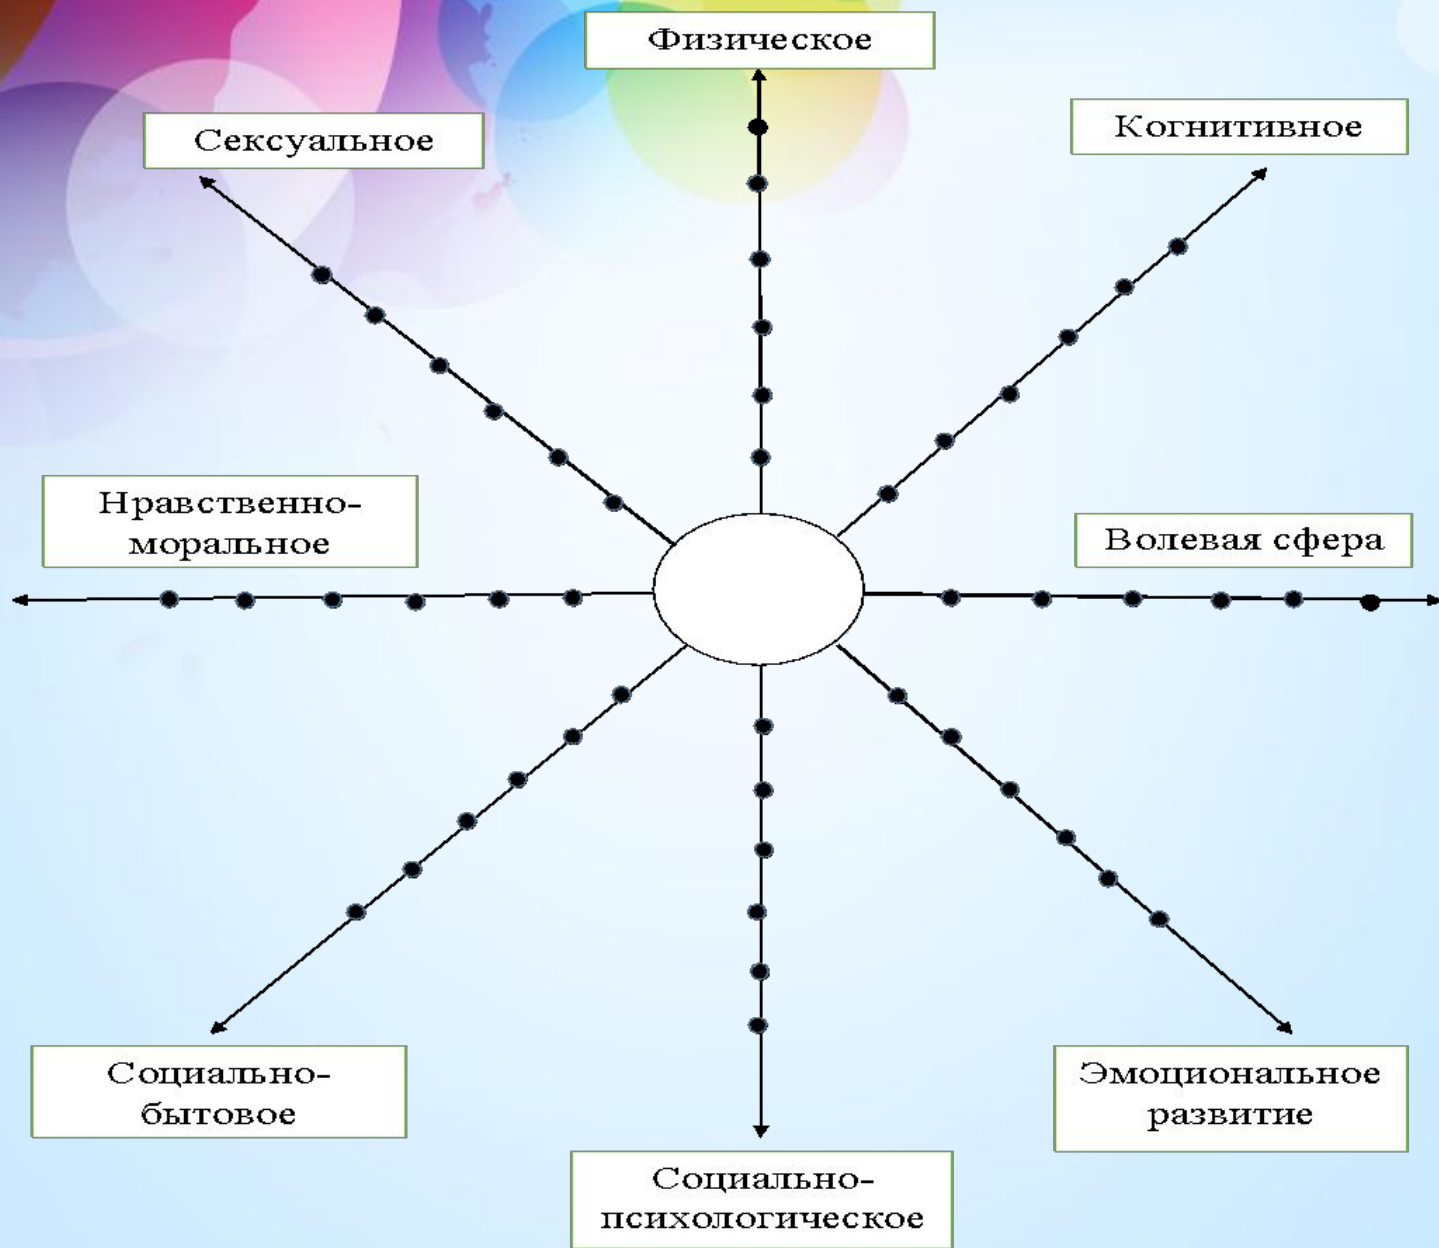 Физическое
Сексуальное
Когнитивное
Нравственно-
моральное
Волевая сфера
Социально-
бытовое
Эмоциональное
развитие
Социально-
психологическое